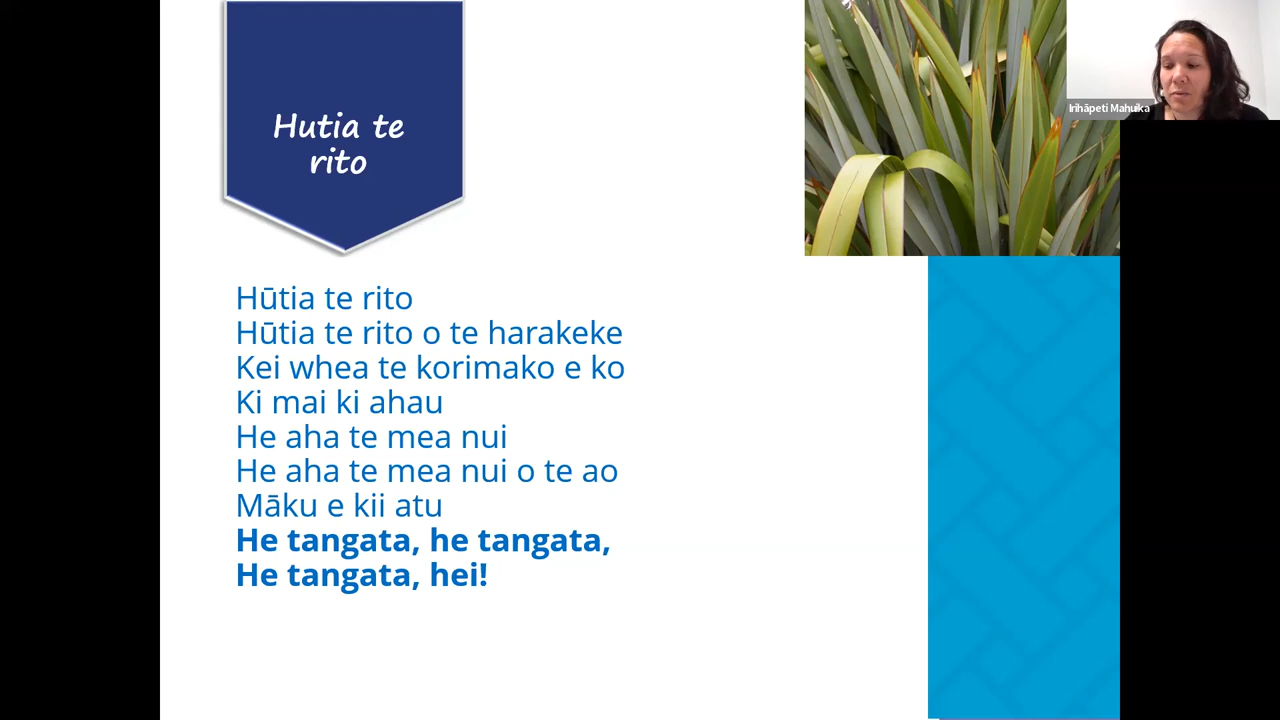 Hutia te
rito
Irihāpeti Mahuika
Hūtia te rito
Hūtia te rito o te harakeke
Kei whea te korimako e ko
Ki mai ki ahau
He aha te mea nui
He aha te mea nui o te ao
Māku e kii atu
He tangata, he tangata,
He tangata, hei!